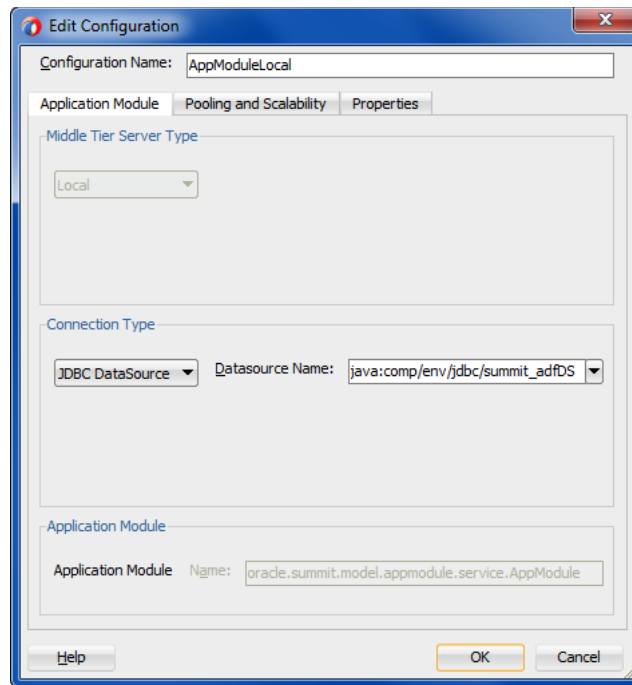 Edit Configuration
Configuration Name: AppModuleLocal
Application Module Pooling and Scalability Properties
Middle Tier Server Type
Local
Connection Type
JDBC DataSource Datasource Name: java:comp/env/jdbc/summit_adfDS
Application Module
Application Module Name: oracle.summit.model.appmodule.service.AppModule
Help OK Cancel